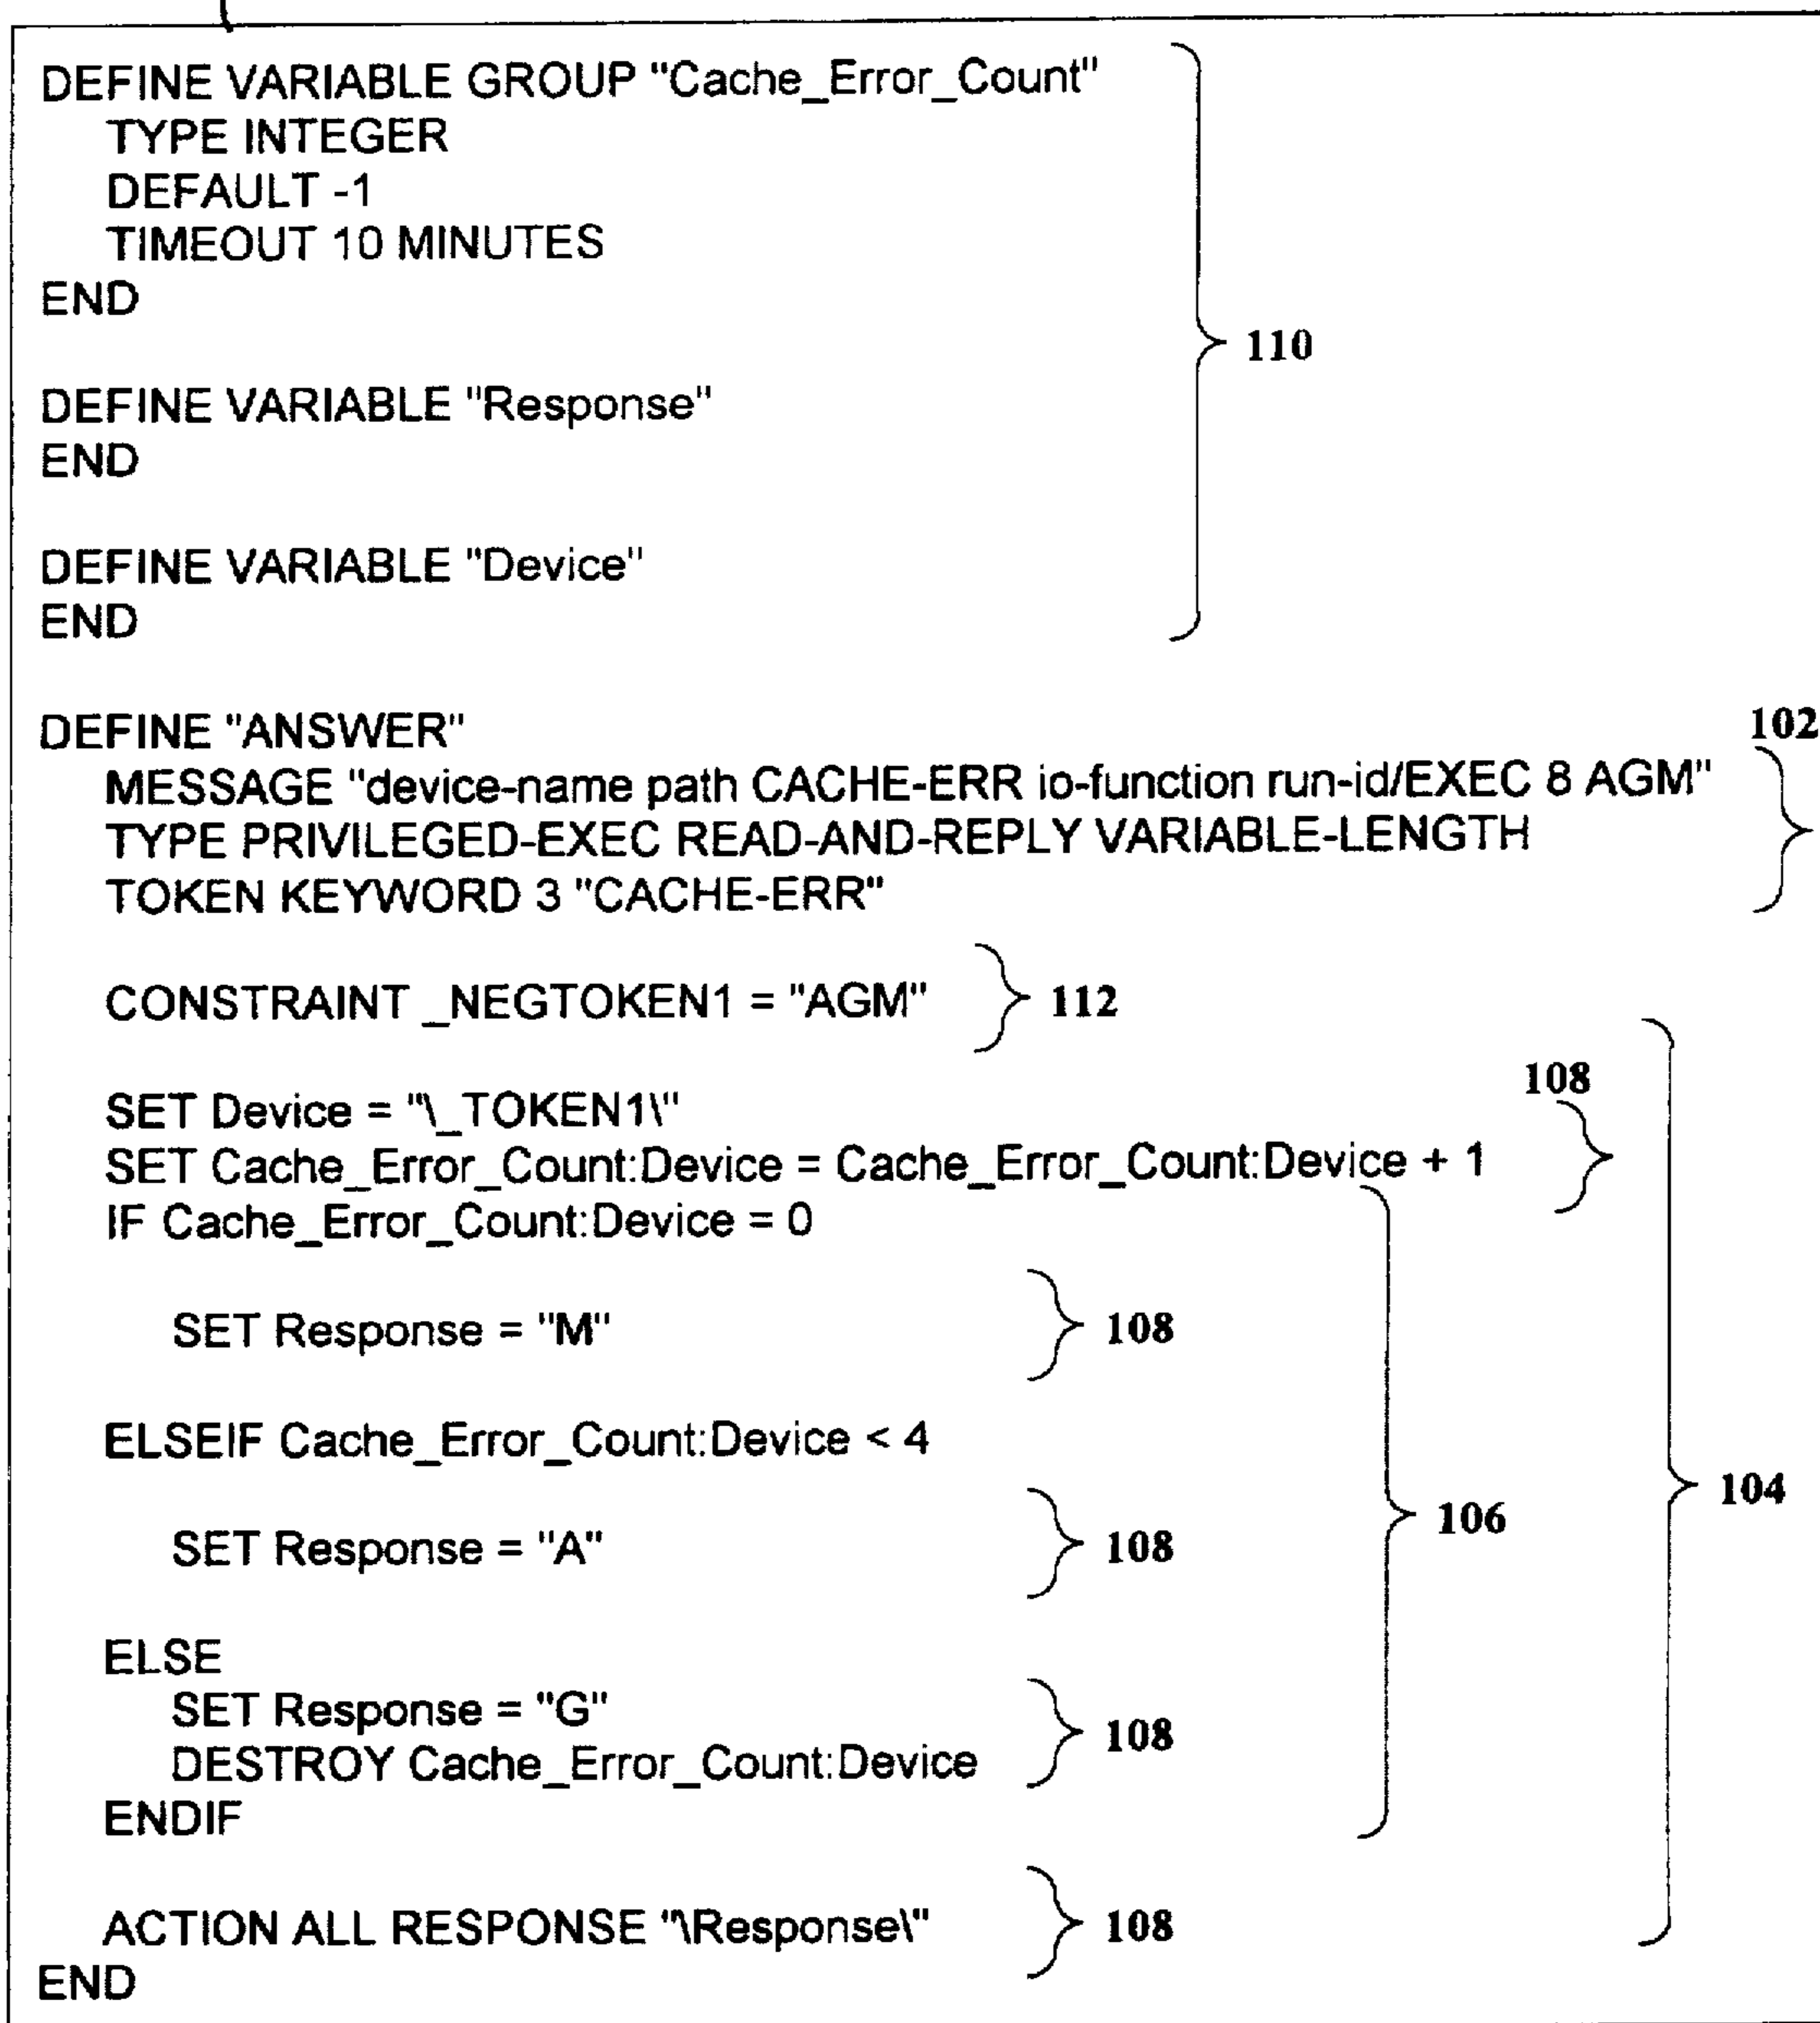 DEFINE VARIABLE GROUP "Cache_Error_Count"
TYPE INTEGER
DEFAULT -1
TIMEOUT 10 MINUTES
END
110
DEFINE VARIABLE "Response"
END
DEFINE VARIABLE "Device"
END
DEFINE "ANSWER"
102
MESSAGE "device-name path CACHE-ERR io-function run-id/EXEC 8 AGM"
TYPE PRIVILEGED-EXEC READ-AND-REPLY VARIABLE-LENGTH
TOKEN KEYWORD 3 "CACHE-ERR"
CONSTRAINT _NEGTOKEN1 = "AGM"
112
108
SET Device = "\_TOKEN1\"
SET Cache_Error_Count:Device = Cache_Error_Count:Device + 1
IF Cache_Error_Count:Device = 0
SET Response = "M"
108
ELSEIF Cache_Error_Count:Device < 4
104
106
SET Response = "A"
108
ELSE
SET Response = "G"
108
DESTROY Cache_Error_Count:Device
ENDIF
ACTION ALL RESPONSE "\Response\"
108
END